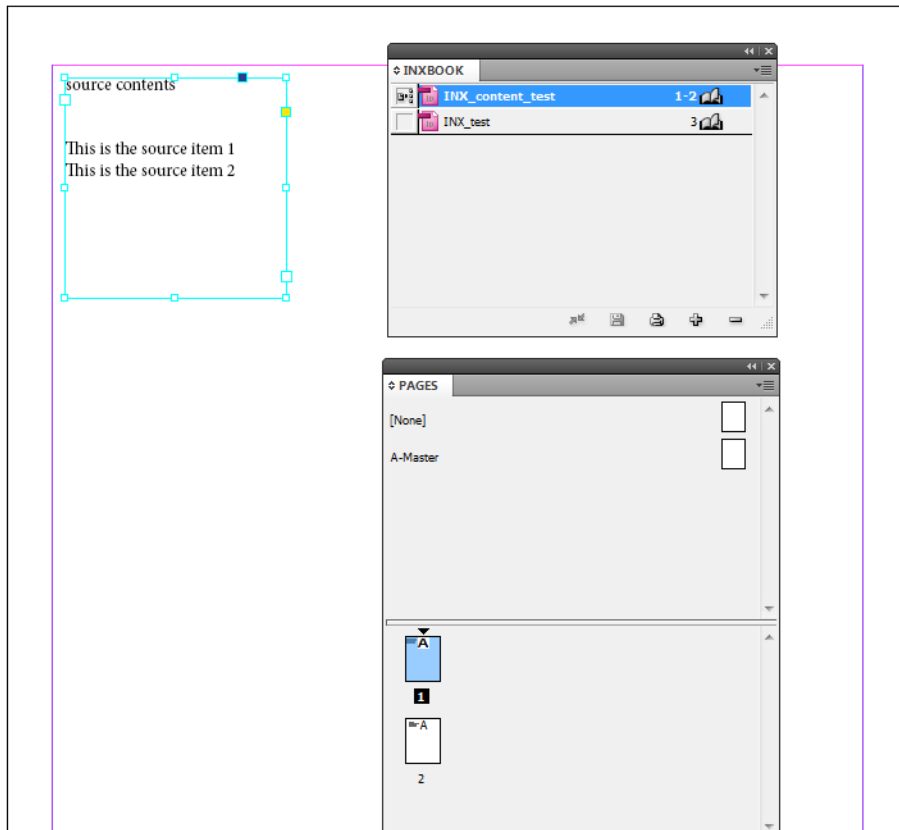 source contents
This is the source item 1
This is the source item 2
INXBOOK
INX_content_test 1-2
INX_test 3
PAGES
[None]
A-Master
A
1
A
2